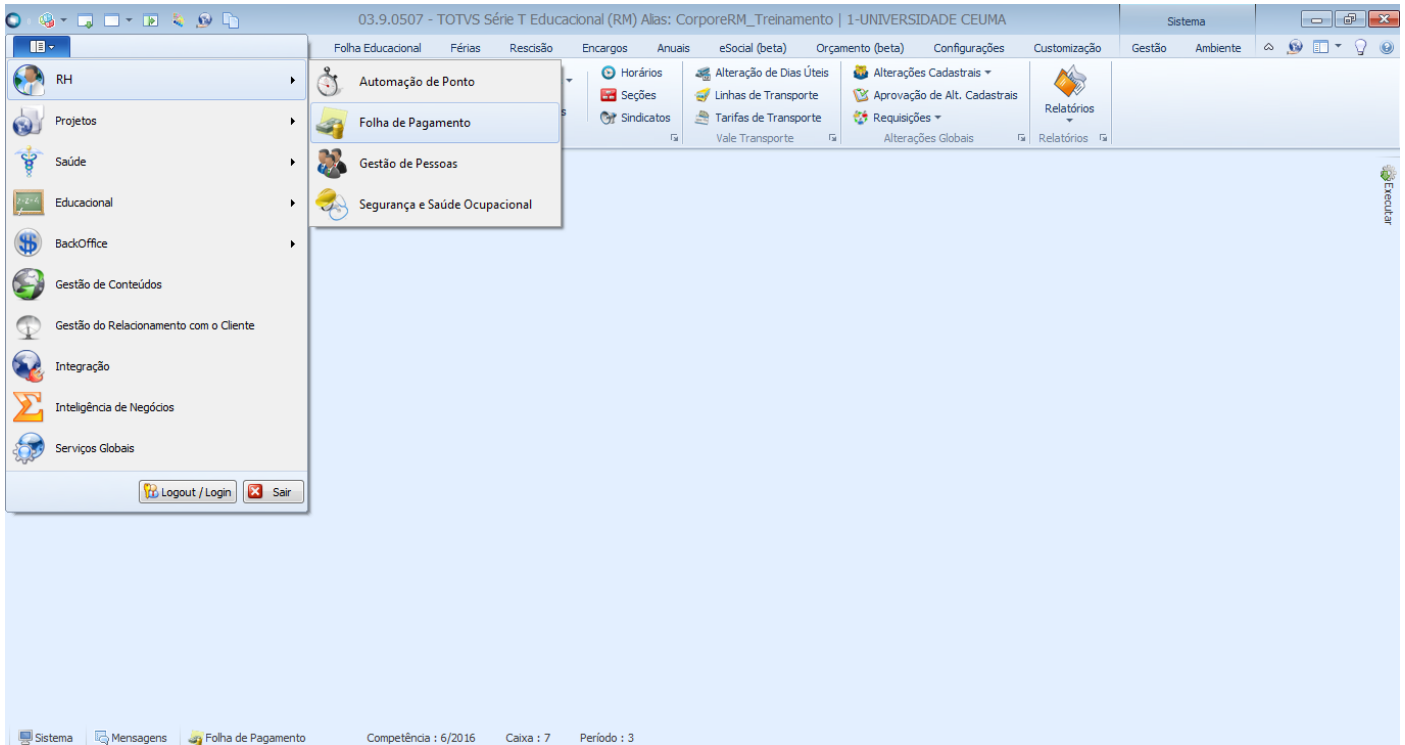 03.9.0507 - TOTVS Série T Educacional (RM) Alias: CorporeRM_Treinamento | 1-UNIVERSIDADE CEUMA
Sistema
Folha Educacional Férias Rescisão Encargos Anuais eSocial (beta) Orçamento (beta) Configurações Customização Gestão Ambiente
RH
Projetos
Saúde
Educacional
BackOffice
Gestão de Conteúdos
Gestão do Relacionamento com o Cliente
Integração
Inteligência de Negócios
Serviços Globais
Logout / Login Sair
Automação de Ponto
Folha de Pagamento
Gestão de Pessoas
Segurança e Saúde Ocupacional
Horários
Seções
Sindicatos
Alteração de Dias Úteis
Linhas de Transporte
Tarifas de Transporte
Vale Transporte
Alterações Cadastrais
Aprovação de Alt. Cadastrais
Requisições
Alterações Globais
Relatórios
Relatórios
Executar
Sistema Mensagens Folha de Pagamento Competência : 6/2016 Caixa : 7 Período : 3